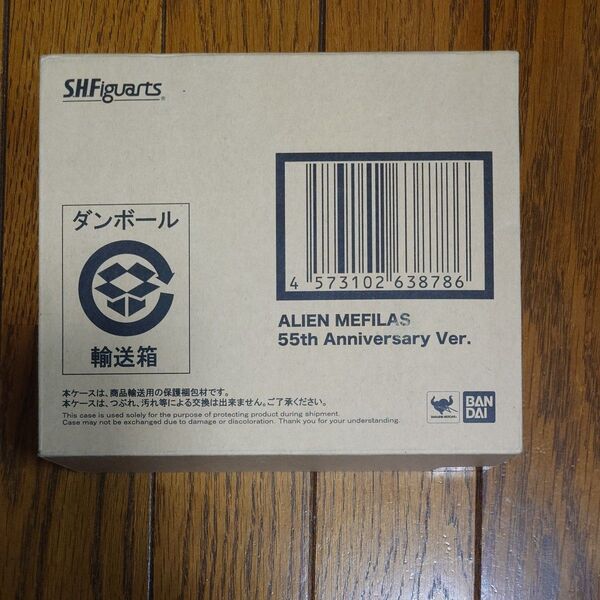 S.H.Figuarts
®
ダンボール
輸送箱
4 573102 638786
ALIEN MEFILAS
55th Anniversary Ver.
本ケースは、商品輸送用の保護梱包材です。
本ケースは、つぶれ、汚れ等による交換は出来ません。ご了承ください。
This case is used solely for the purpose of protecting product during shipment.
Case may not be exchanged due to damage or discoloration. Thank you for your understanding.
BAN
DAI